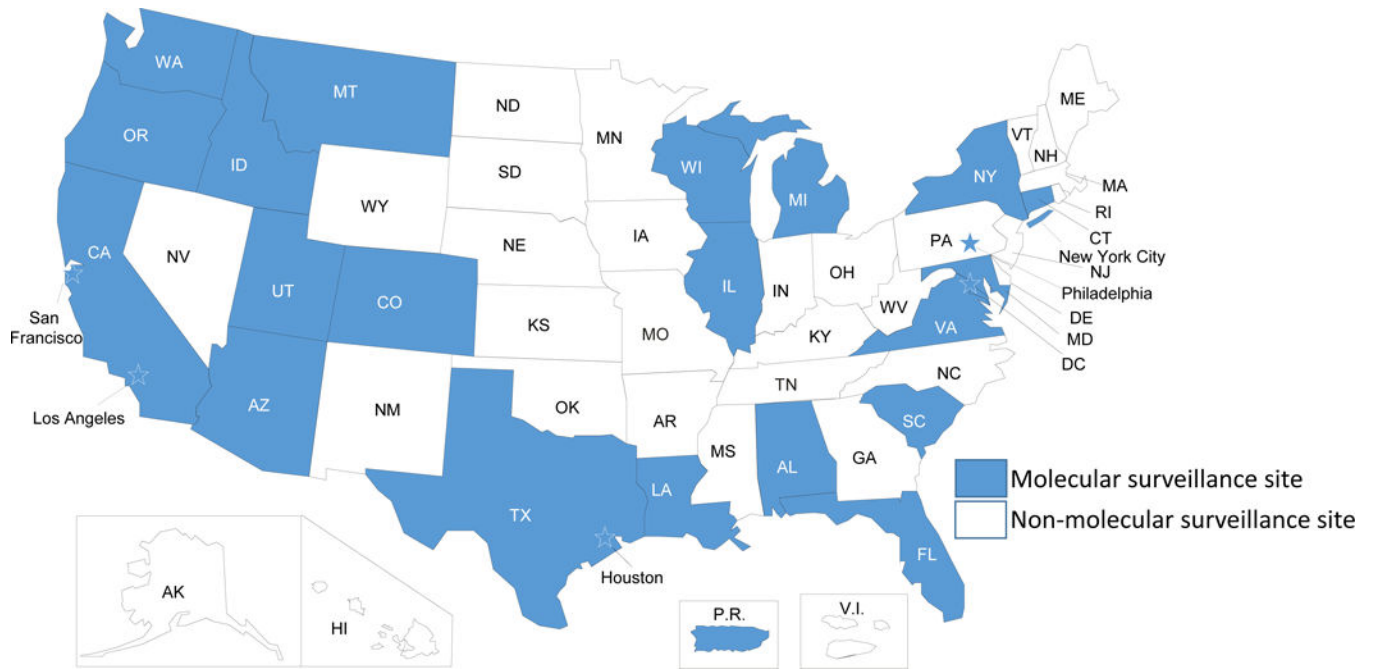 WA
MT
ND
MN
ME
VT
NH
OR
ID
SD
WI
MI
NY
MA
RI
CT
New York City
NJ
Philadelphia
DE
MD
DC
WY
IA
NE
PA
CA
NV
UT
CO
IL
IN
OH
WV
VA
KS
MO
KY
San
Francisco
NC
TN
Los Angeles
AZ
NM
OK
AR
SC
MS
AL
GA
TX
LA
FL
Houston
Molecular surveillance site
Non-molecular surveillance site
AK
HI
P.R.
V.I.